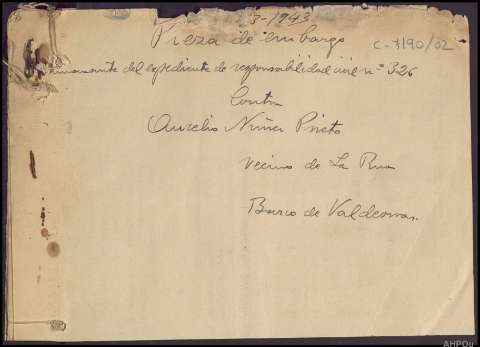 3-1943
Pieza de embargo
C-7190/02
del expediente de responsabilidad civil nº 326
Contra
Aurelio Núñez Prieto
vecino de La Rua
Barco de Valdeorras.
AHPOu